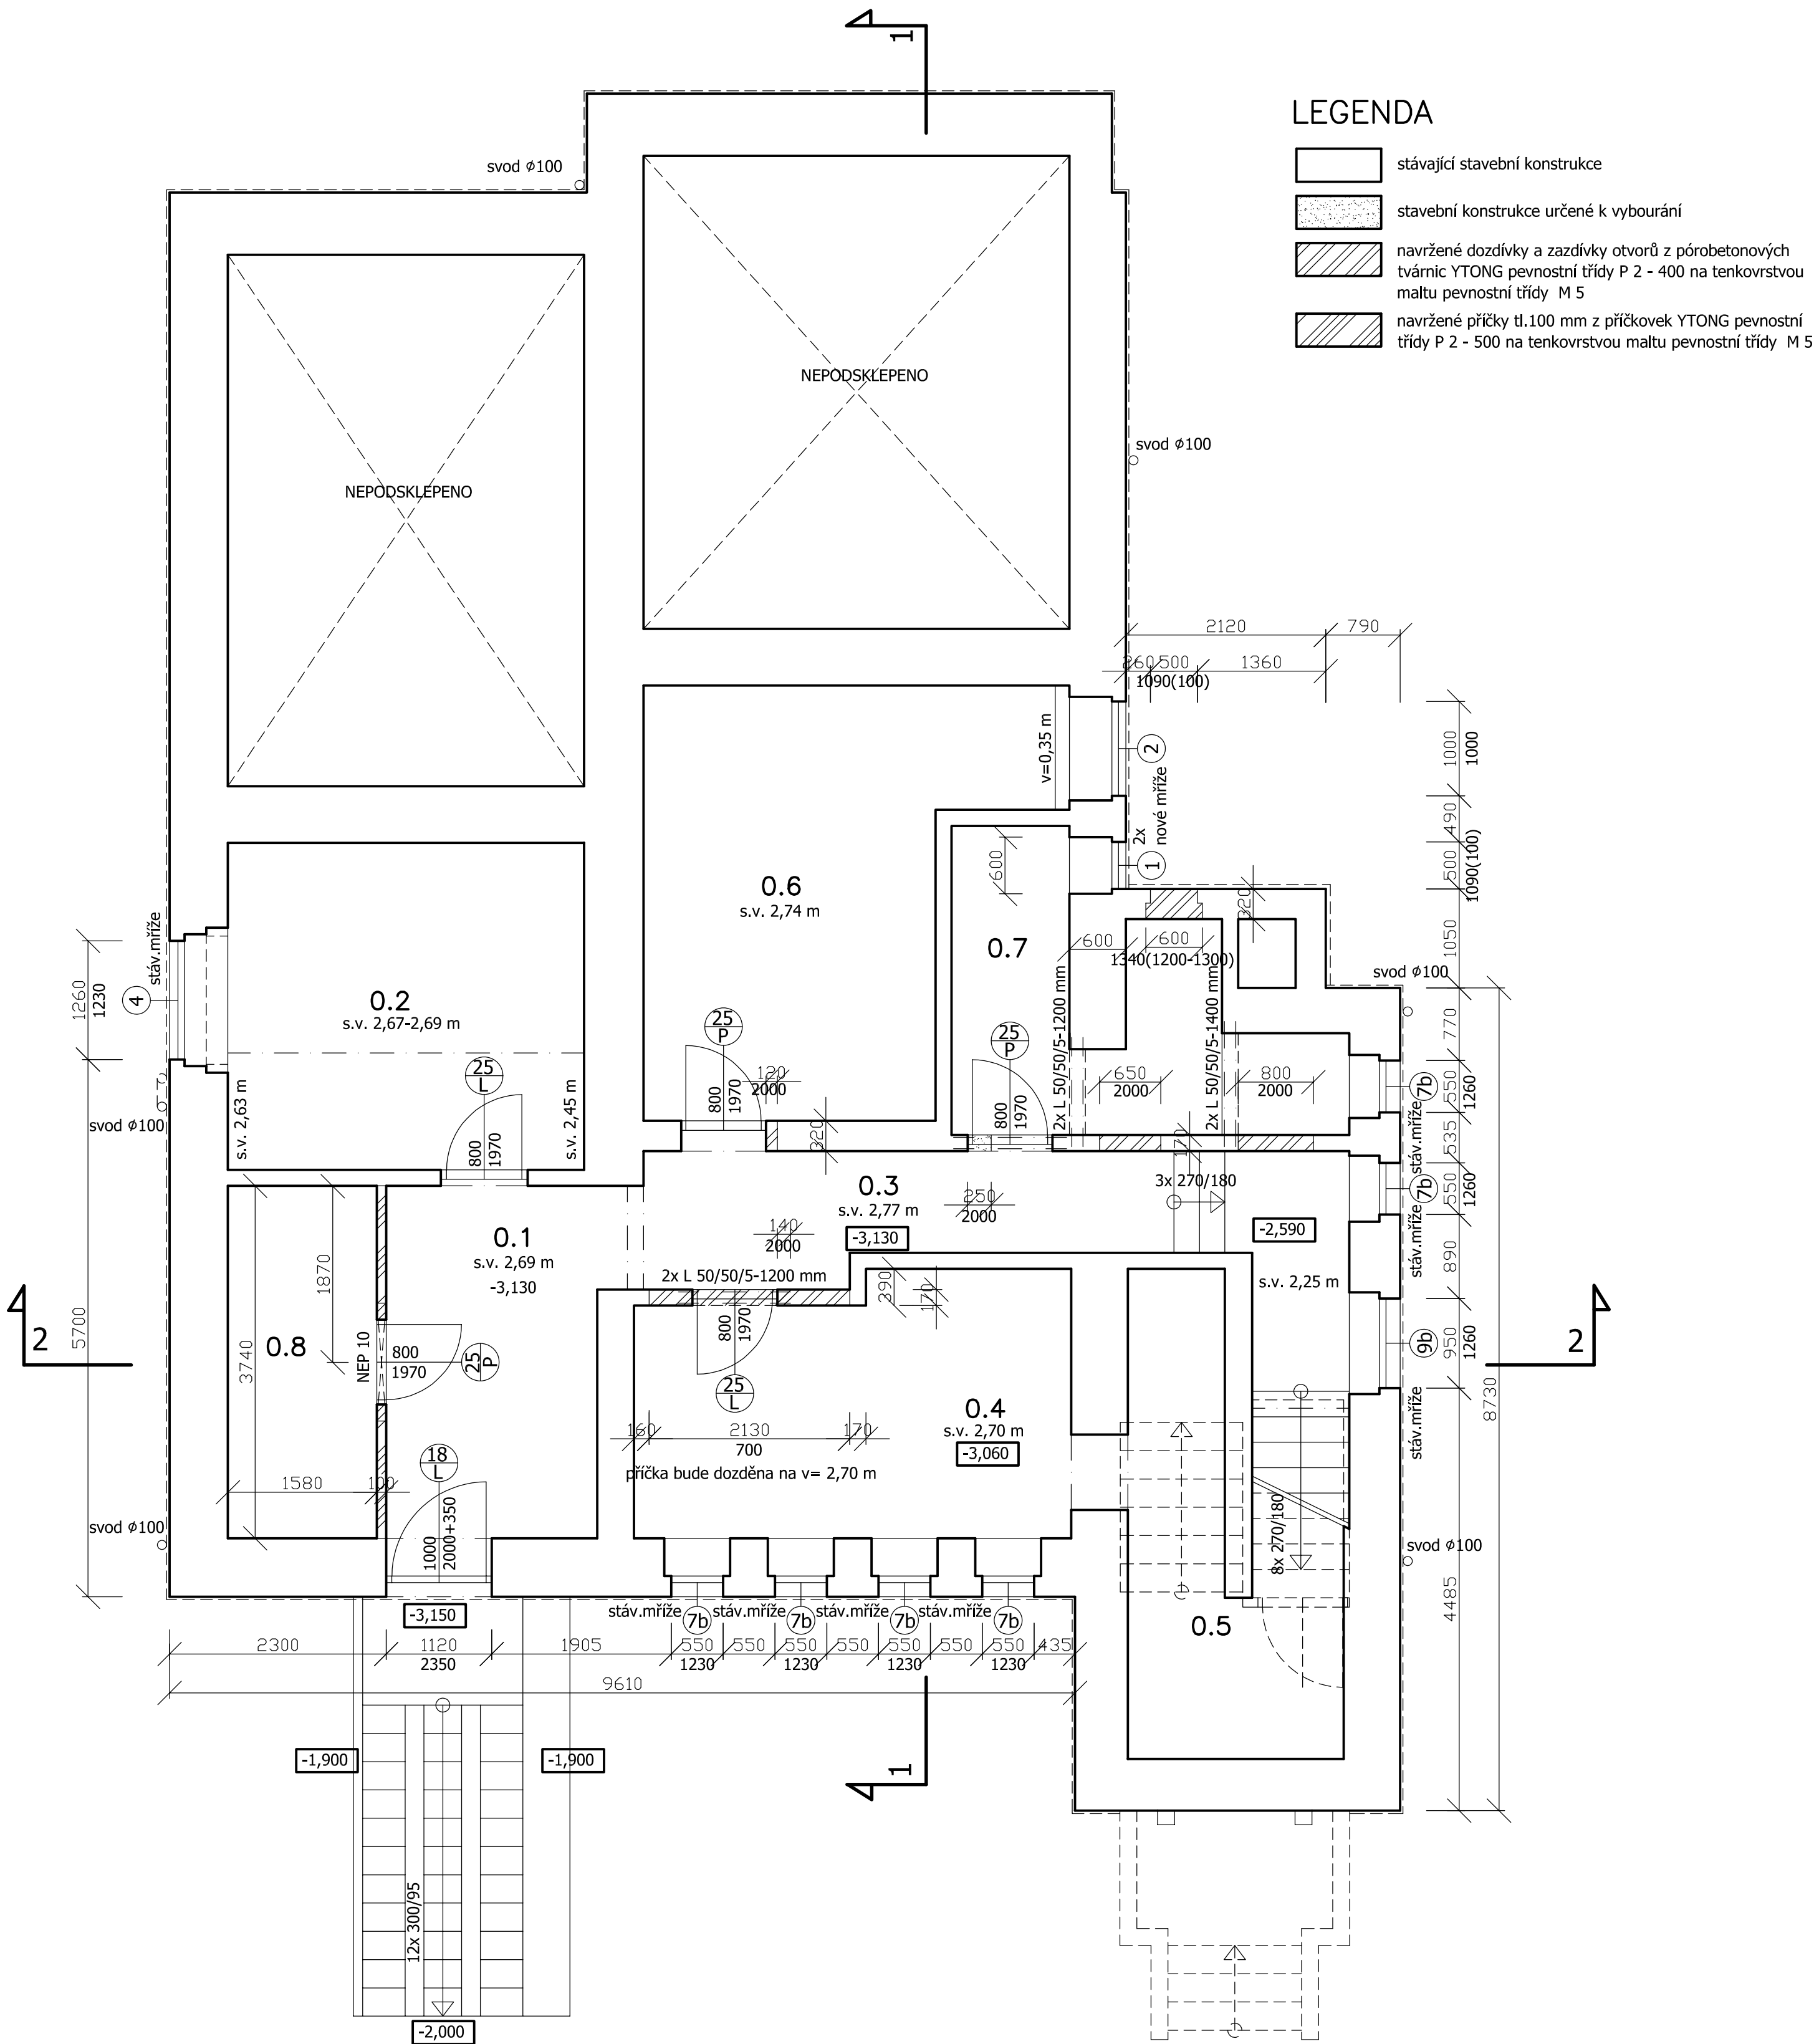 1
LEGENDA
stávající stavební konstrukce
stavební konstrukce určené k vybourání
navržené dozdívky a zazdívky otvorů z pórobetonových
tvárnic YTONG pevnostní třídy P 2 - 400 na tenkovrstvou
maltu pevnostní třídy M 5
navržené příčky tl.100 mm z příčkovek YTONG pevnostní
třídy P 2 - 500 na tenkovrstvou maltu pevnostní třídy M 5
svod ϕ100
NEPODSKLEPENO
svod ϕ100
NEPODSKLEPENO
2120
790
260
500
1360
1090(100)
v=0,35 m
2
2x
nové mříže
1
1000
1000
490
500
1090(100)
1050
600
320
0.6
s.v. 2,74 m
0.7
600
600
1340(1200-1300)
svod ϕ100
stáv.mříže
4
1260
1230
0.2
s.v. 2,67-2,69 m
25
P
25
P
25
L
2x L 50/50/5-1200 mm
2x L 50/50/5-1400 mm
770
550
1260
7b
stáv.mříže
120
2000
650
2000
800
2000
800
1970
800
1970
800
1970
s.v. 2,63 m
s.v. 2,45 m
svod ϕ100
320
170
535
550
1260
7b
stáv.mříže
0.3
s.v. 2,77 m
-3,130
250
2000
3x 270/180
-2,590
0.1
s.v. 2,69 m
-3,130
140
2000
2x L 50/50/5-1200 mm
390
170
s.v. 2,25 m
890
1870
2
5700
3740
0.8
NEP 10
800
1970
25
P
800
1970
25
L
9b
950
1260
2
8730
stáv.mříže
0.4
s.v. 2,70 m
-3,060
160
2130
700
170
příčka bude dozděna na v= 2,70 m
18
L
1580
100
1000
2000+350
svod ϕ100
8x 270/180
svod ϕ100
4485
-3,150
stáv.mříže
7b
stáv.mříže
7b
stáv.mříže
7b
stáv.mříže
7b
0.5
2300
1120
2350
1905
550
1230
550
550
1230
550
550
1230
550
550
1230
435
9610
-1,900
-1,900
1
12x 300/95
-2,000